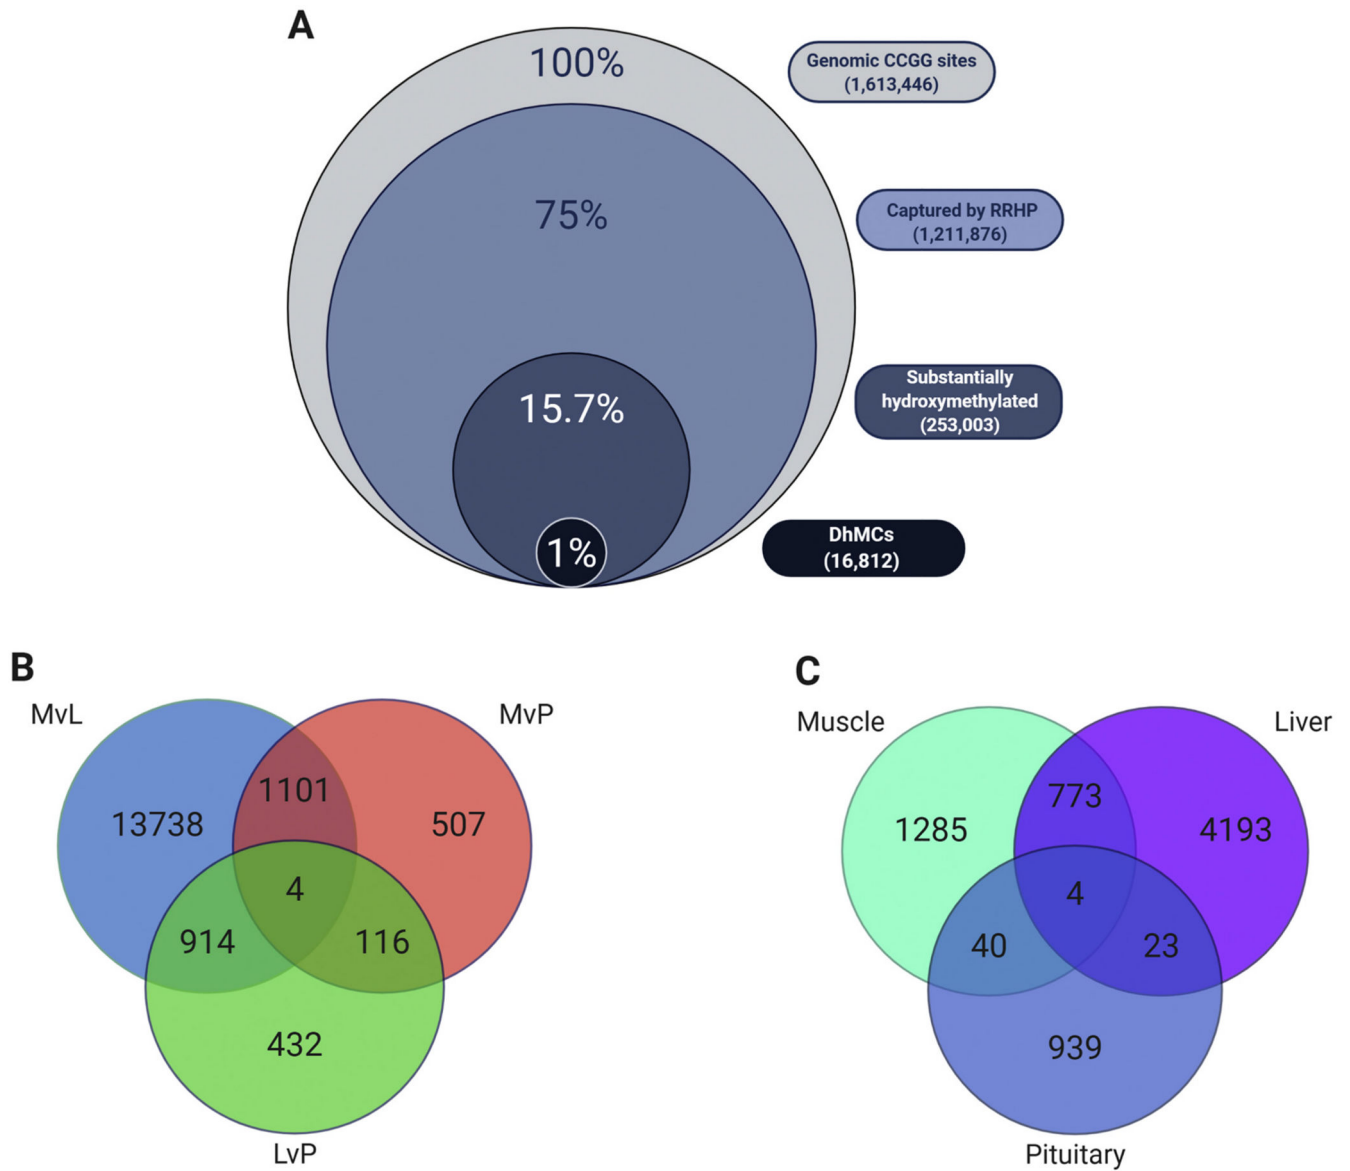 A
100%
Genomic CCGG sites
(1,613,446)
75%
Captured by RRHP
(1,211,876)
15.7%
Substantially
hydroxymethylated
(253,003)
1%
DhMCs
(16,812)
B
MvL
MvP
1101
13738
507
4
914
116
432
LvP
C
Muscle
Liver
773
1285
4193
4
40
23
939
Pituitary